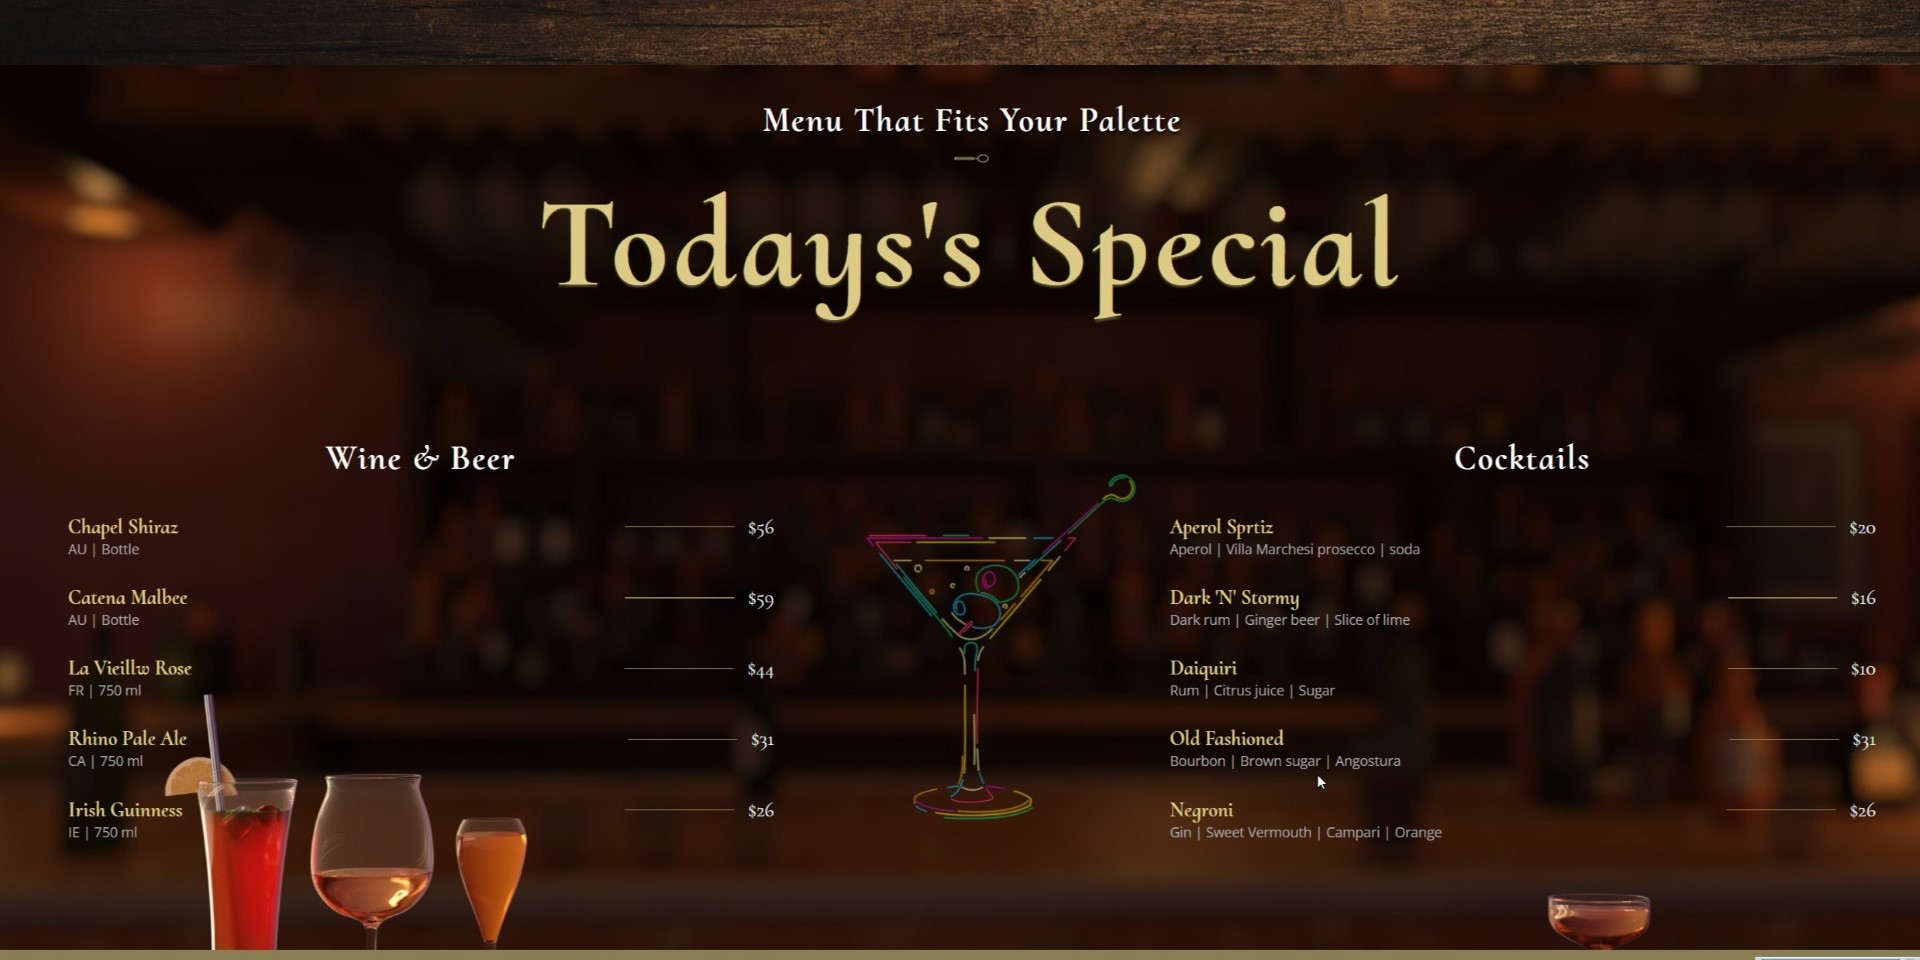 Menu That Fits Your Palette
Todays's Special
Wine & Beer
Chapel Shiraz $56
AU | Bottle
Catena Malbee $59
AU | Bottle
La Vieillw Rose $44
FR | 750 ml
Rhino Pale Ale $31
CA | 750 ml
Irish Guinness $26
IE | 750 ml
Cocktails
Aperol Sprtiz $20
Aperol | Villa Marchesi prosecco | soda
Dark 'N' Stormy $16
Dark rum | Ginger beer | Slice of lime
Daiquiri $10
Rum | Citrus juice | Sugar
Old Fashioned $31
Bourbon | Brown sugar | Angostura
Negroni $26
Gin | Sweet Vermouth | Campari | Orange